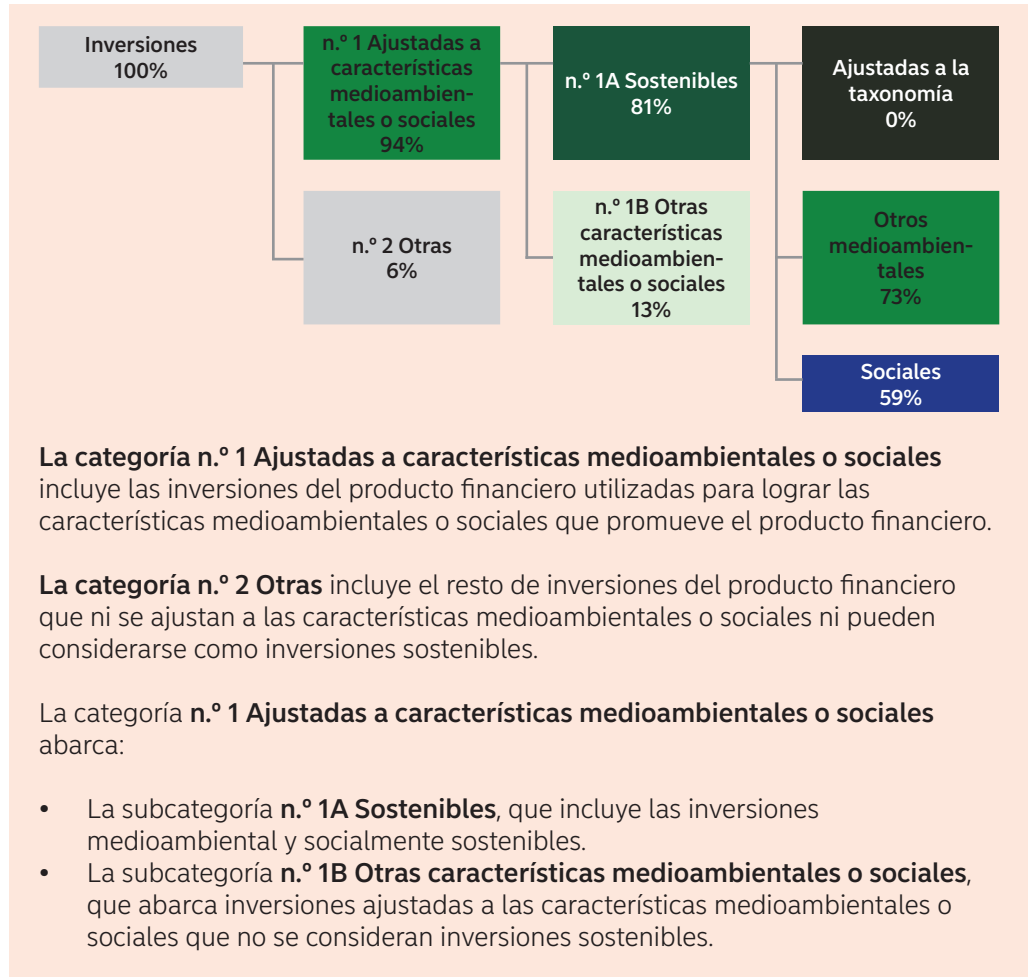 Inversiones
100%
n.º 1 Ajustadas a
características
medioambien-
tales o sociales
94%
n.º 1A Sostenibles
81%
Ajustadas a la
taxonomía
0%
n.º 2 Otras
6%
n.º 1B Otras
características
medioambien-
tales o sociales
13%
Otros
medioambien-
tales
73%
Sociales
59%
La categoría n.º 1 Ajustadas a características medioambientales o sociales
incluye las inversiones del producto financiero utilizadas para lograr las
características medioambientales o sociales que promueve el producto financiero.
La categoría n.º 2 Otras incluye el resto de inversiones del producto financiero
que ni se ajustan a las características medioambientales o sociales ni pueden
considerarse como inversiones sostenibles.
La categoría n.º 1 Ajustadas a características medioambientales o sociales
abarca:
• La subcategoría n.º 1A Sostenibles, que incluye las inversiones
medioambiental y socialmente sostenibles.
• La subcategoría n.º 1B Otras características medioambientales o sociales,
que abarca inversiones ajustadas a las características medioambientales o
sociales que no se consideran inversiones sostenibles.